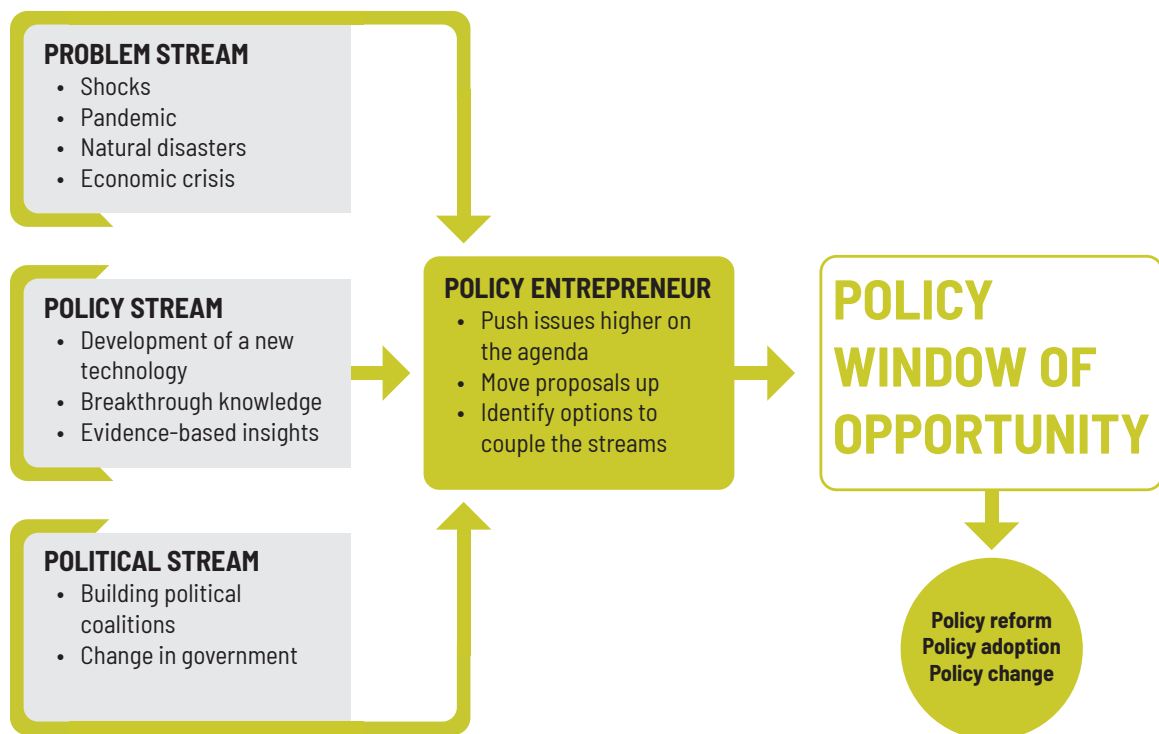 PROBLEM STREAM
• Shocks
• Pandemic
• Natural disasters
• Economic crisis
POLICY STREAM
• Development of a new
technology
• Breakthrough knowledge
• Evidence-based insights
POLITICAL STREAM
• Building political
coalitions
• Change in government
POLICY ENTREPRENEUR
• Push issues higher on
the agenda
• Move proposals up
• Identify options to
couple the streams
POLICY
WINDOW OF
OPPORTUNITY
Policy reform
Policy adoption
Policy change